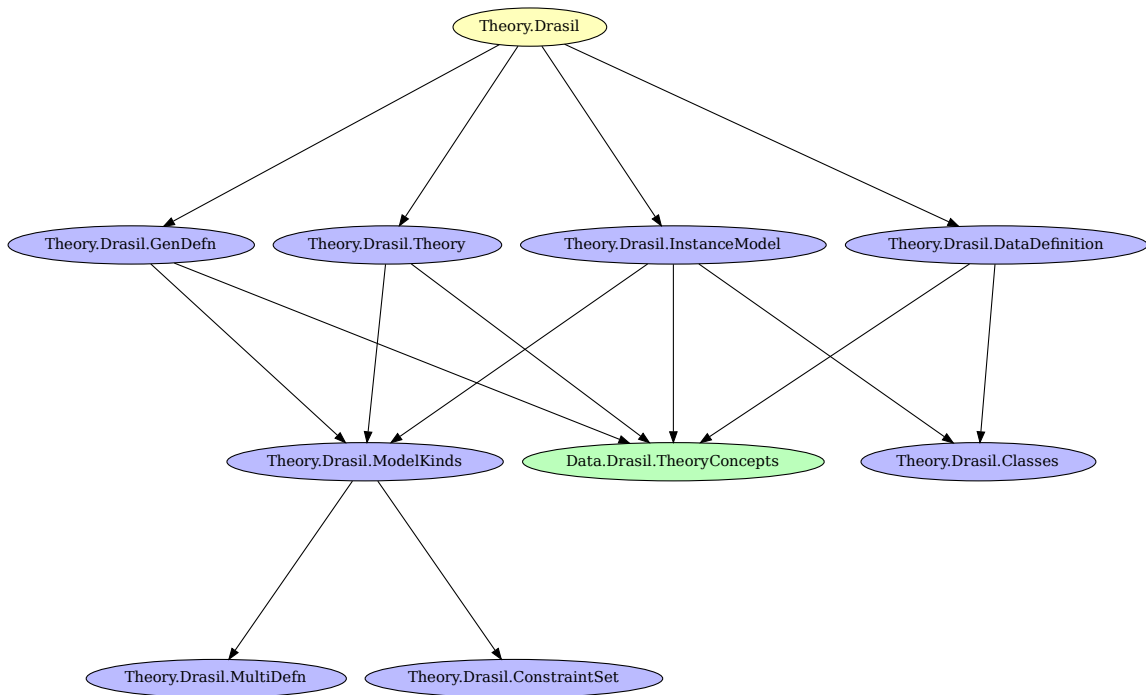 Theory.Drasil
Theory.Drasil.GenDefn
Theory.Drasil.Theory
Theory.Drasil.InstanceModel
Theory.Drasil.DataDefinition
Theory.Drasil.ModelKinds
Data.Drasil.TheoryConcepts
Theory.Drasil.Classes
Theory.Drasil.MultiDefn
Theory.Drasil.ConstraintSet